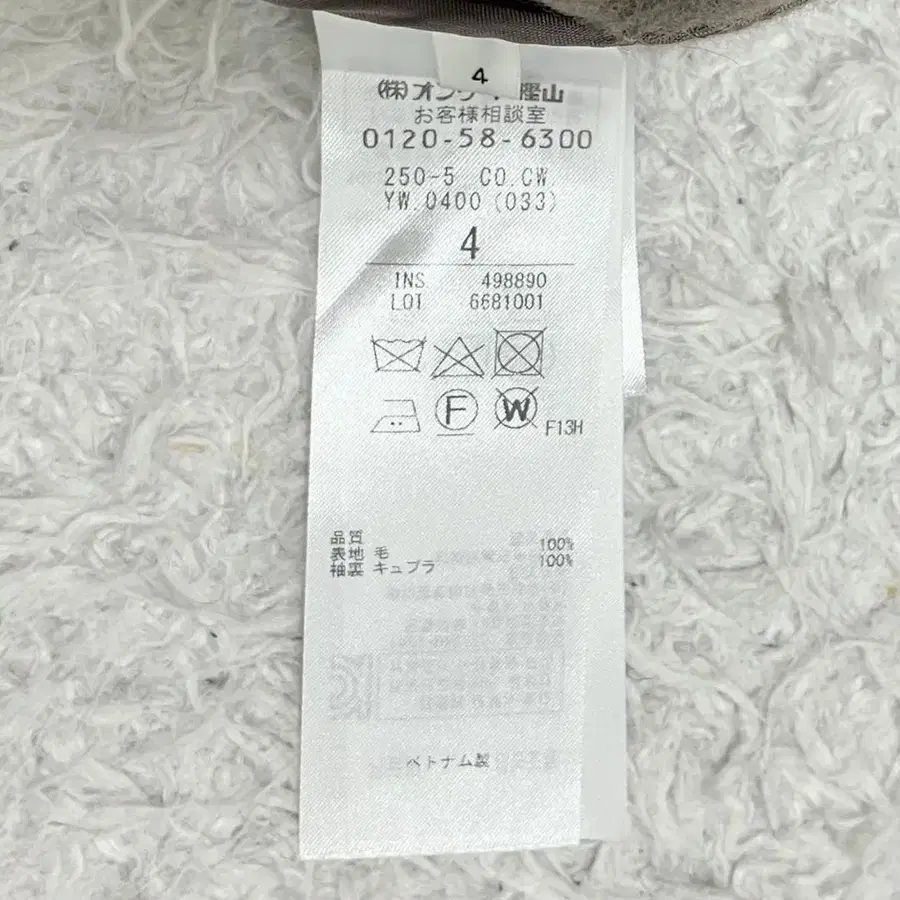 4
(株)オンワード樫山
お客様相談室
0120-58-6300
250-5 CO.CW
YW.0400 (033)
4
INS 498890
LOT 6681001
F W F13H
品質
表地 毛 100%
袖裏 キュプラ 100%
ベトナム製